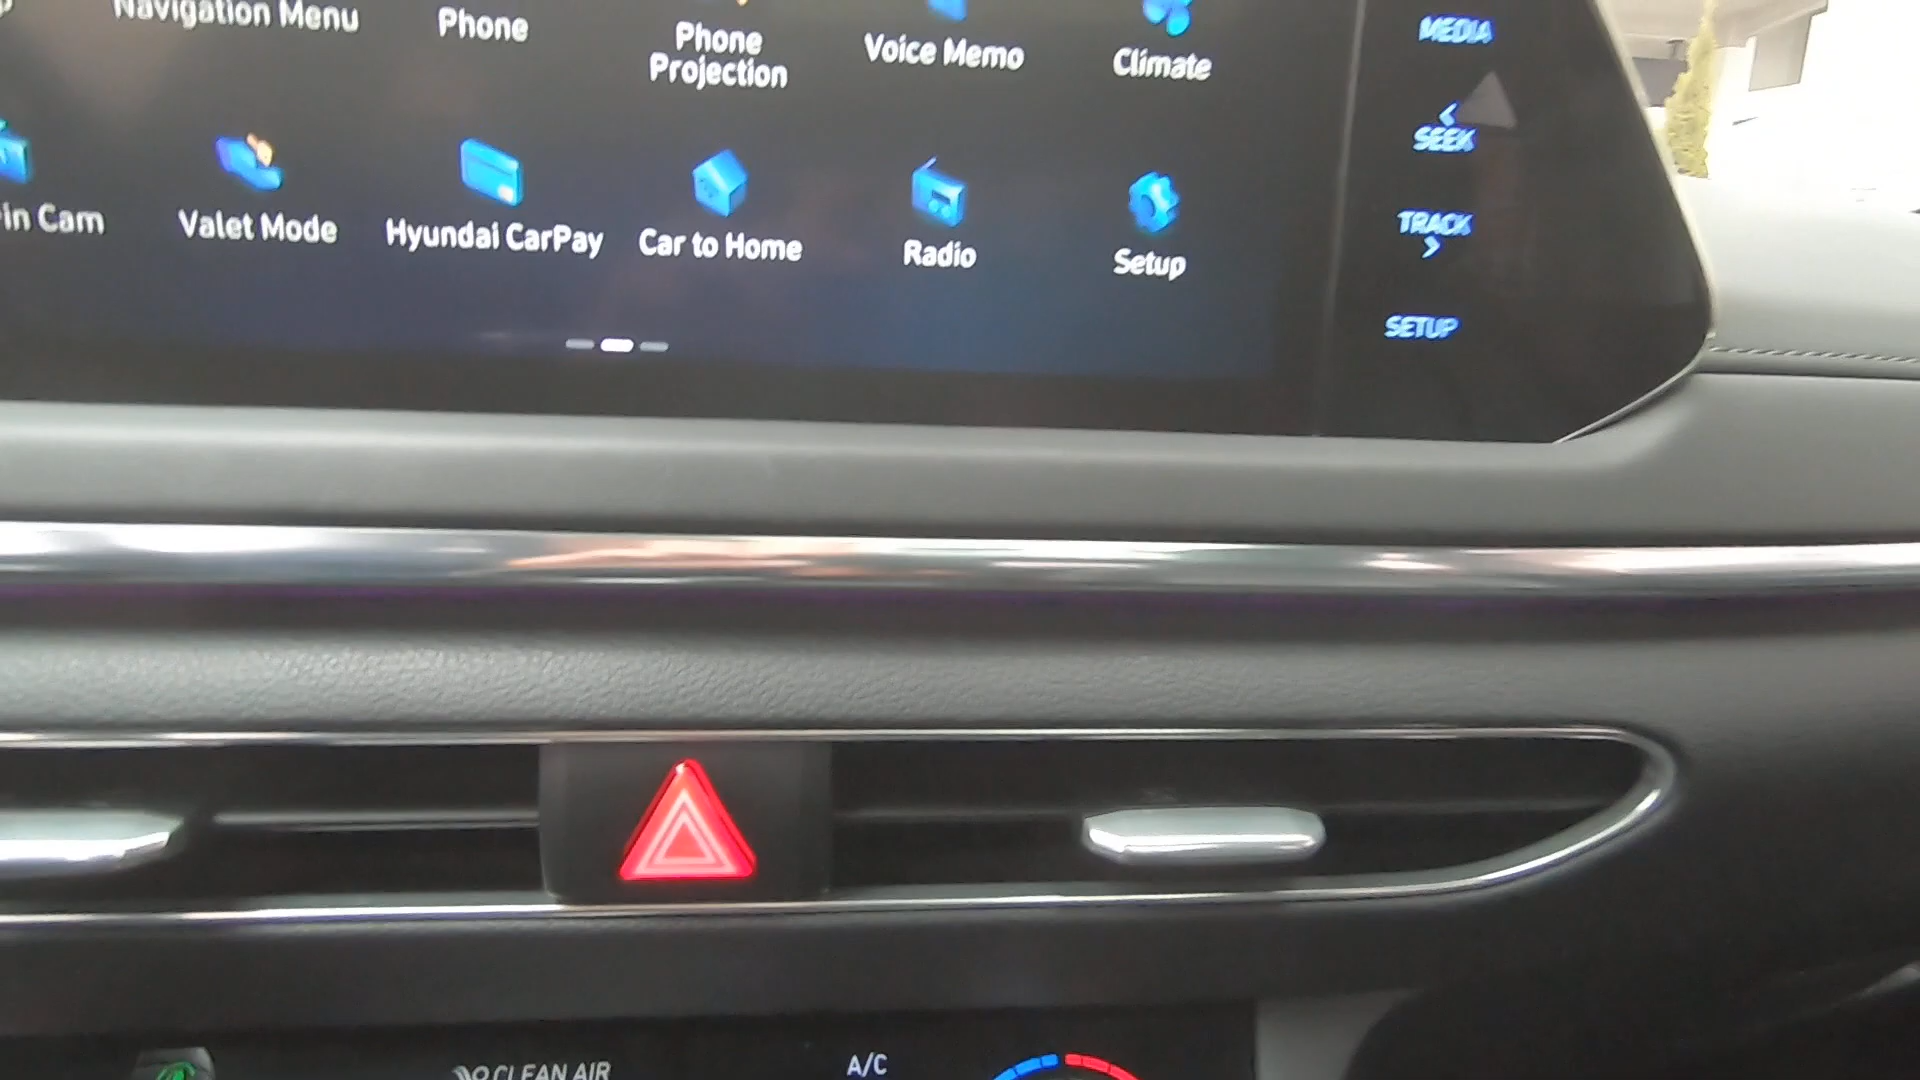 Navigation Menu
Phone
Phone
Projection
Voice Memo
Climate
MEDIA
SEEK
-in Cam
Valet Mode
Hyundai CarPay
Car to Home
Radio
Setup
TRACK
SETUP
CLEAN AIR
A/C